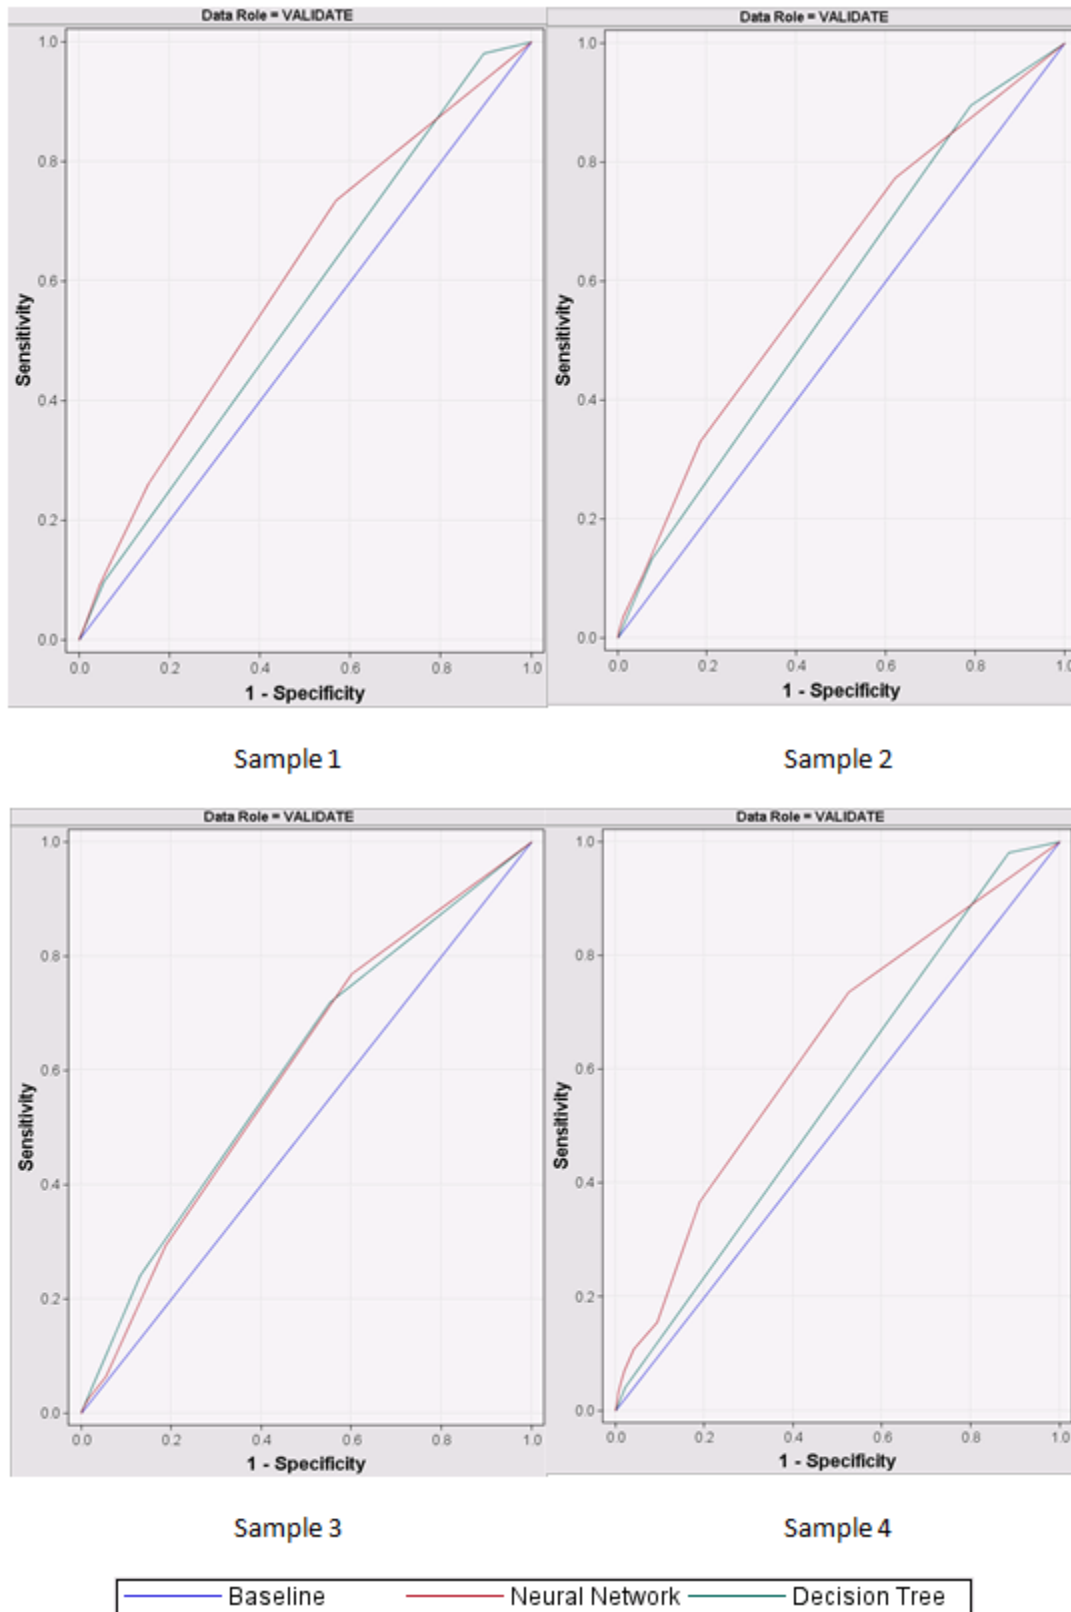 Data Role = VALIDATE
1.0
0.8
0.6
0.4
0.2
0.0
Sensitivity
0.0 0.2 0.4 0.6 0.8 1.0
1 - Specificity
Sample 1
Data Role = VALIDATE
1.0
0.8
0.6
0.4
0.2
0.0
Sensitivity
0.0 0.2 0.4 0.6 0.8 1.0
1 - Specificity
Sample 2
Data Role = VALIDATE
1.0
0.8
0.6
0.4
0.2
0.0
Sensitivity
0.0 0.2 0.4 0.6 0.8 1.0
1 - Specificity
Sample 3
Data Role = VALIDATE
1.0
0.8
0.6
0.4
0.2
0.0
Sensitivity
0.0 0.2 0.4 0.6 0.8 1.0
1 - Specificity
Sample 4
Baseline Neural Network Decision Tree